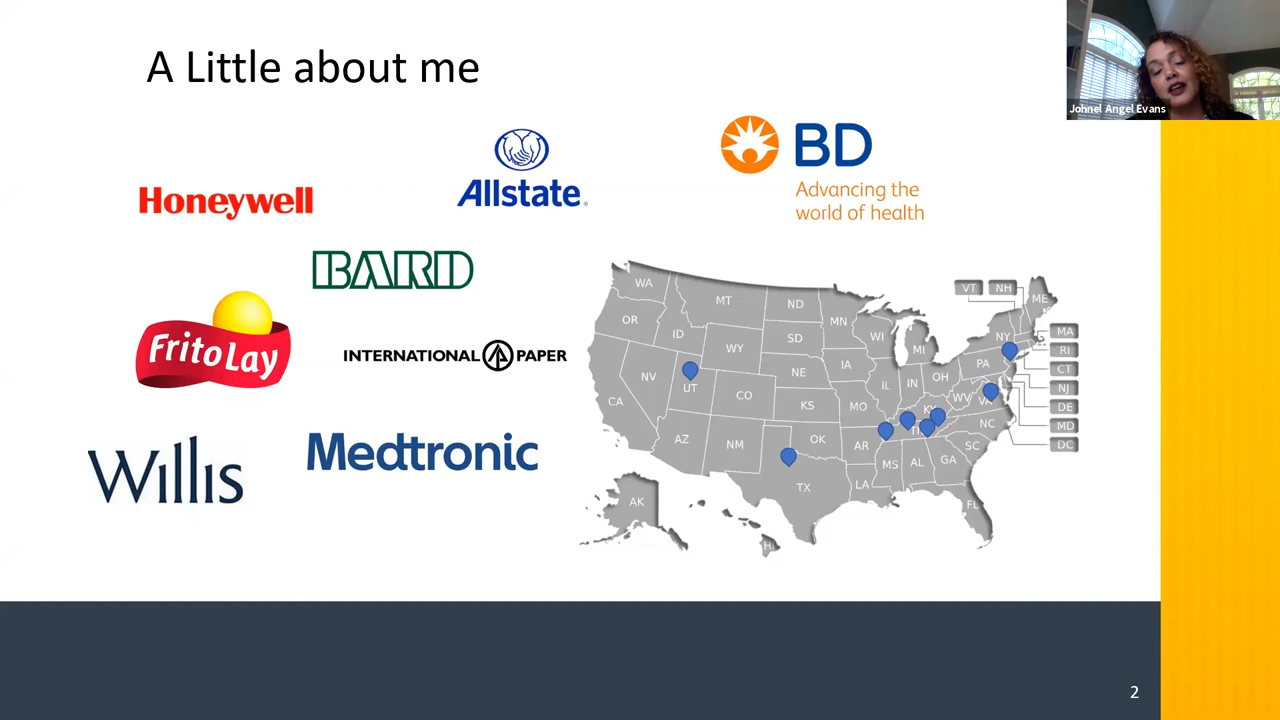 A Little about me
Johnel Angel Evans
Honeywell
Allstate
BD
Advancing the
world of health
BARD
FritoLay
INTERNATIONAL PAPER
Willis
Medtronic
WA
MT
ND
MN
VT
NH
ME
OR
ID
SD
WI
MI
NY
MA
WY
RI
NV
UT
NE
IA
PA
CT
IL
IN
OH
NJ
CA
CO
KS
MO
KY
WV
VA
DE
MD
AZ
NM
OK
AR
NC
DC
SC
TX
MS
AL
GA
LA
AK
FL
HI
2